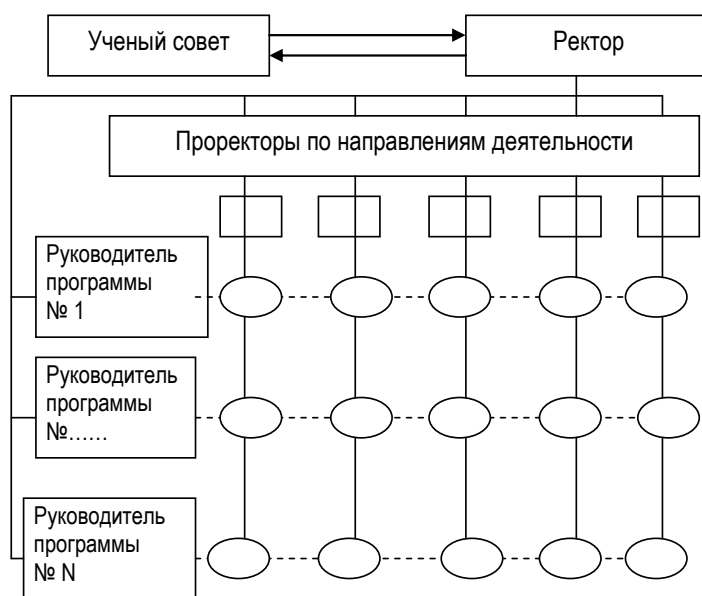 Ученый совет
Ректор
Проректоры по направлениям деятельности
Руководитель
программы
№ 1
Руководитель
программы
№......
Руководитель
программы
№ N